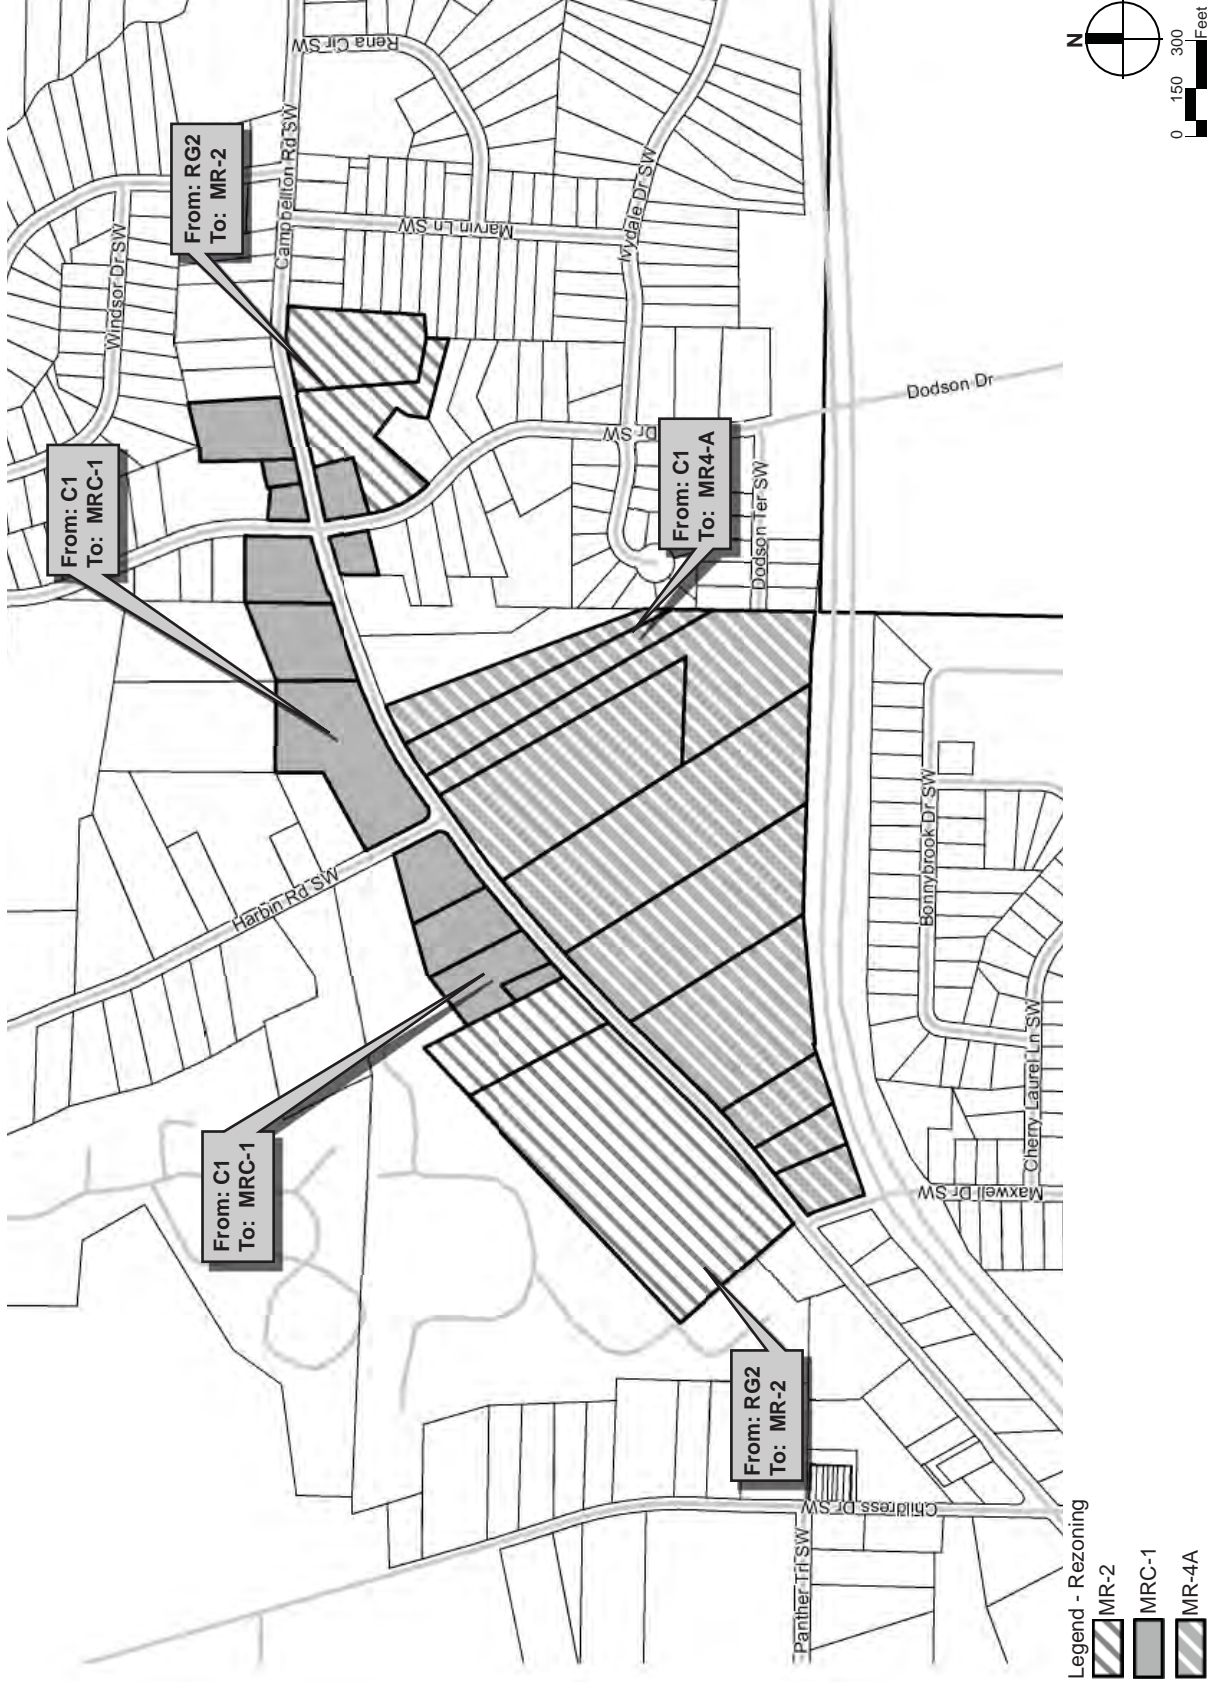 From: C1
To: MRC-1
Windsor Dr SW
From: RG2
To: MR-2
From: C1
To: MRC-1
Harbin Rd SW
Campbellton Rd SW
Rena Cir SW
Marvin Ln SW
Ivydale Dr SW
Dr SW
From: C1
To: MR4-A
From: RG2
To: MR-2
Dodson Ter SW
Panther Trl SW
Childress Dr SW
Dodson Dr
Maxwell Dr SW
Bonnybrook Dr SW
Cherry Laurel Ln SW
Legend - Rezoning
MR-2
MRC-1
MR-4A
N
0 150 300
Feet